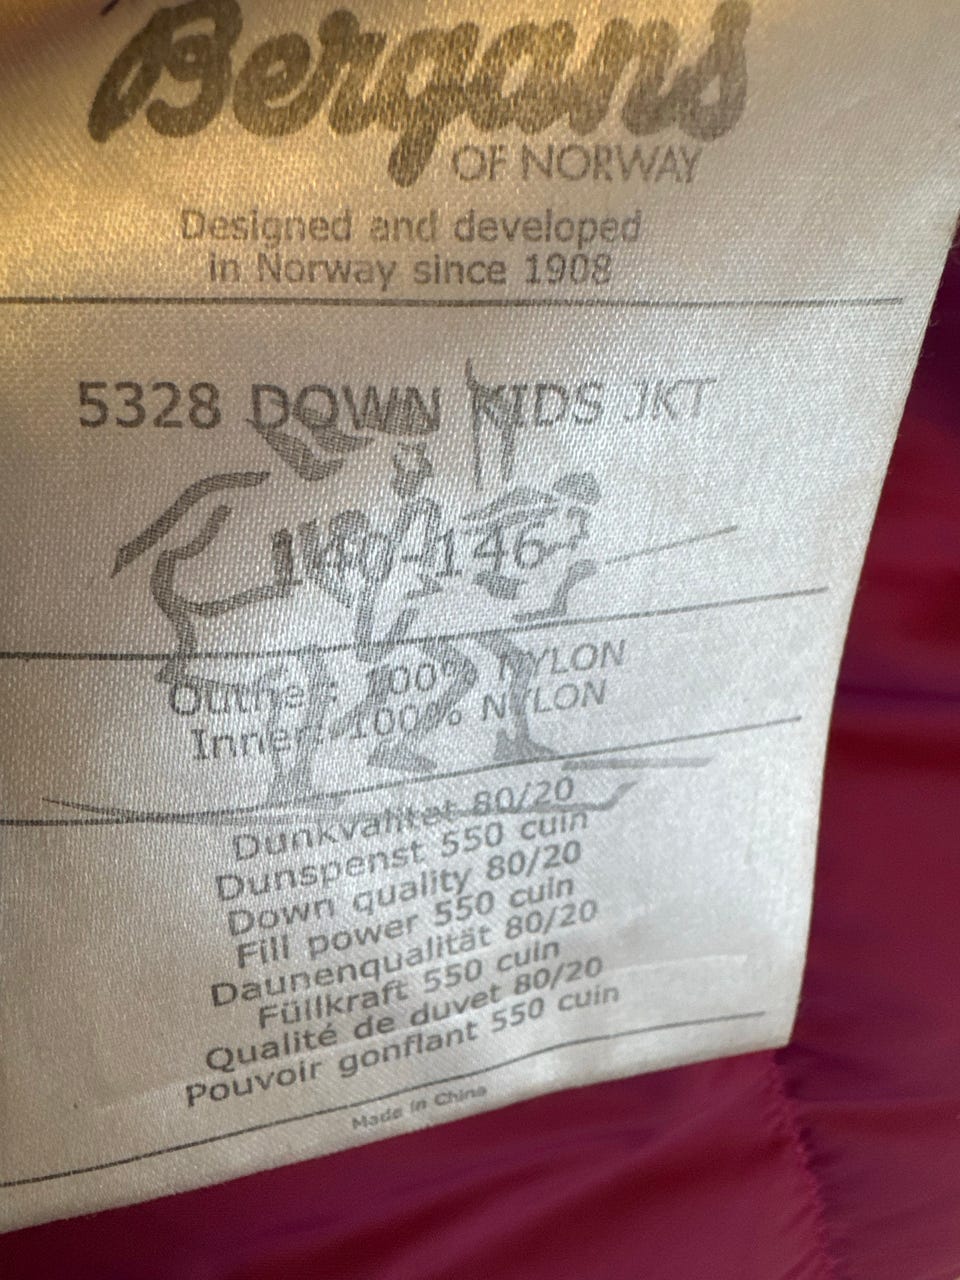 Bergans
OF NORWAY
Designed and developed
in Norway since 1908
5328 DOWN KIDS JKT
140-146
Outher: 100% NYLON
Inner: 100% NYLON
Dunkvalitet 80/20
Dunspenst 550 cuin
Down quality 80/20
Fill power 550 cuin
Daunenqualität 80/20
Füllkraft 550 cuin
Qualité de duvet 80/20
Pouvoir gonflant 550 cuin
Made in China